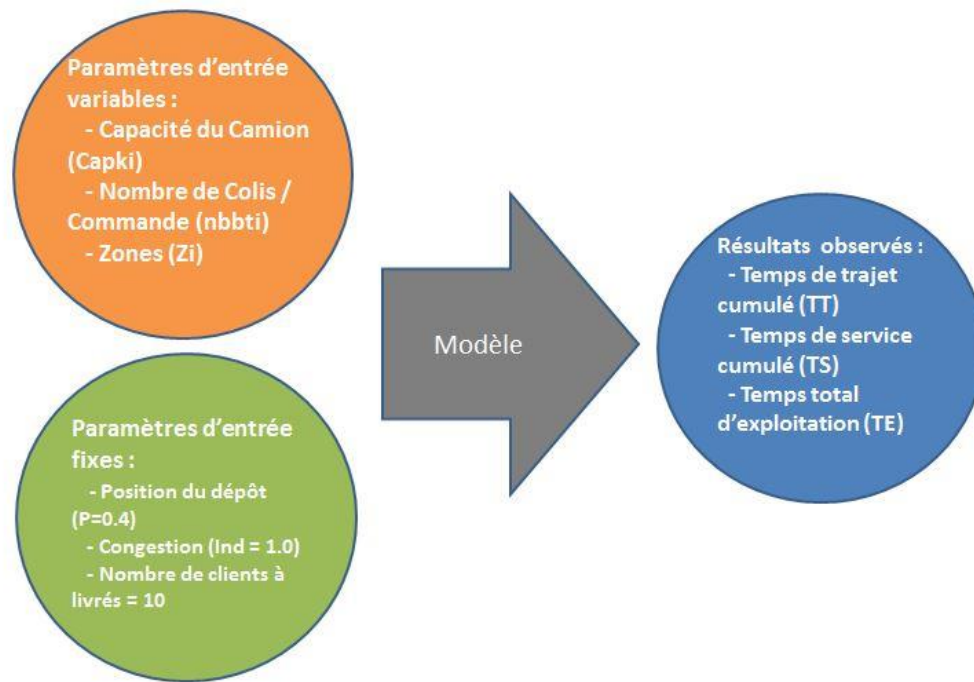 Paramètres d'entrée
variables :
- Capacité du Camion
(Capki)
- Nombre de Colis /
Commande (nbbti)
- Zones (Zi)
Paramètres d'entrée
fixes :
- Position du dépôt
(P=0.4)
- Congestion (Ind = 1.0)
- Nombre de clients à
livrés = 10
Modèle
Résultats observés :
- Temps de trajet
cumulé (TT)
- Temps de service
cumulé (TS)
- Temps total
d'exploitation (TE)